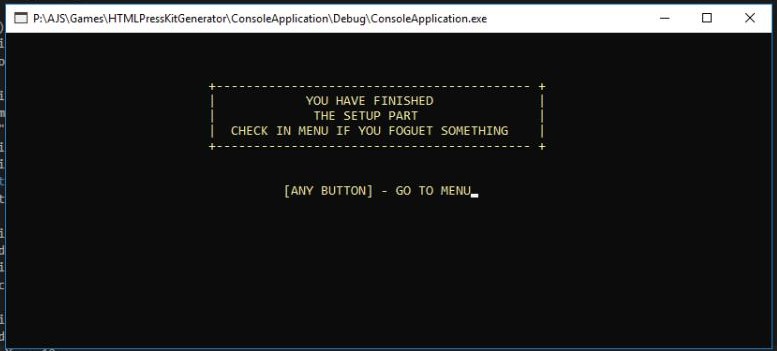 P:\AJS\Games\HTMLPressKitGenerator\ConsoleApplication\Debug\ConsoleApplication.exe
+------------------------------------------ +
| YOU HAVE FINISHED |
| THE SETUP PART |
| CHECK IN MENU IF YOU FOGUET SOMETHING |
+------------------------------------------ +
[ANY BUTTON] - GO TO MENU